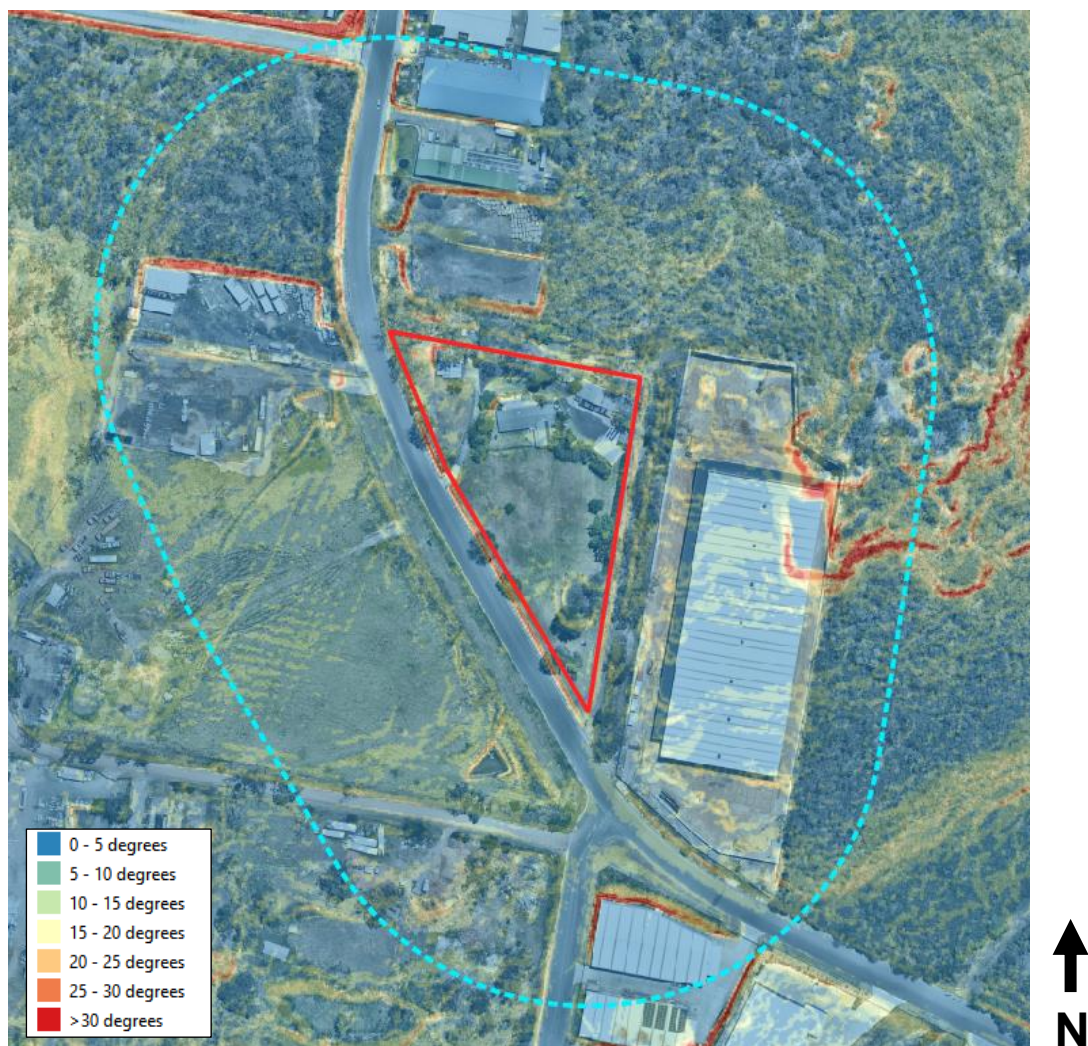 0 - 5 degrees
5 - 10 degrees
10 - 15 degrees
15 - 20 degrees
20 - 25 degrees
25 - 30 degrees
>30 degrees
N